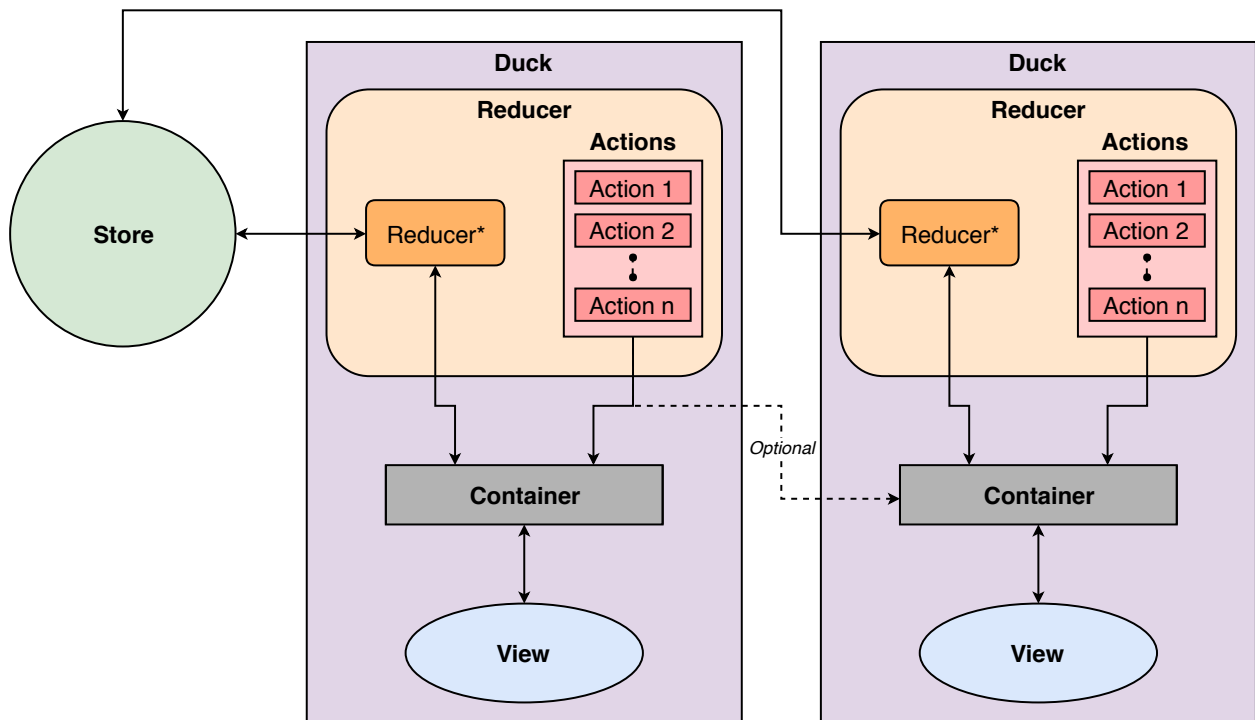 Store
Duck
Reducer
Actions
Action 1
Reducer*
Action 2
Action n
Optional
Container
View
Duck
Reducer
Actions
Action 1
Reducer*
Action 2
Action n
Container
View